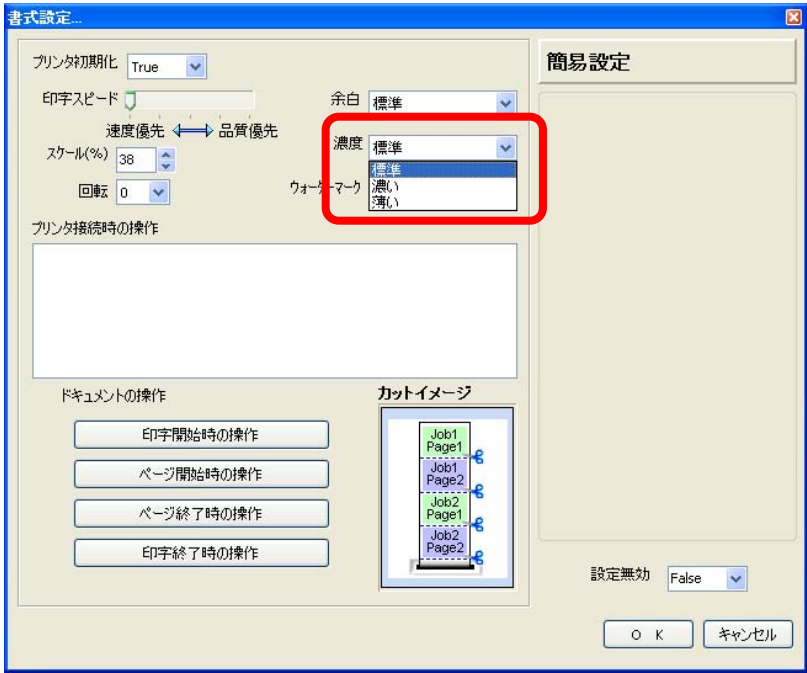 書式設定...
プリンタ初期化 True
印字スピード
速度優先 品質優先
スケール(%) 38
回転 0
余白 標準
濃度 標準
標準
濃い
薄い
ウォーターマーク
プリンタ接続時の操作
ドキュメントの操作
印字開始時の操作
ページ開始時の操作
ページ終了時の操作
印字終了時の操作
カットイメージ
Job1
Page1
Job1
Page2
Job2
Page1
Job2
Page2
簡易設定
設定無効 False
OK
キャンセル